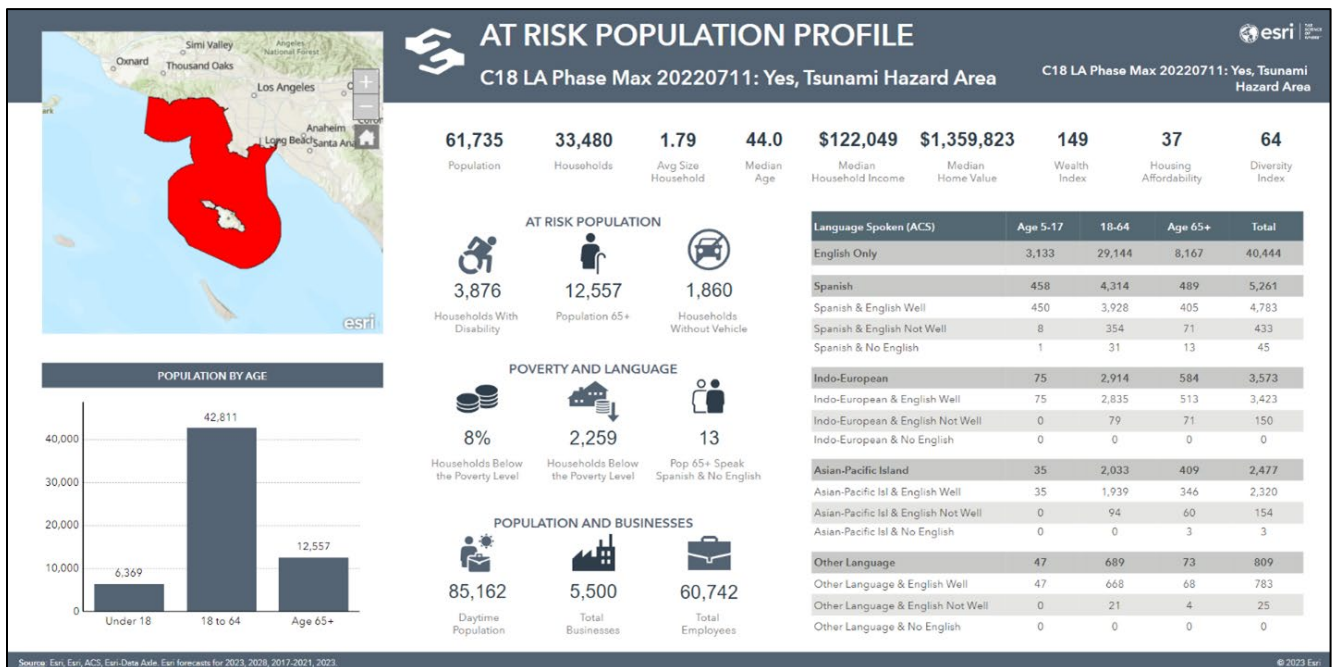 AT RISK POPULATION PROFILE
C18 LA Phase Max 20220711: Yes, Tsunami Hazard Area
esri
C18 LA Phase Max 20220711: Yes, Tsunami
Hazard Area
Simi Valley
Angeles
National Forest
Oxnard
Thousand Oaks
Los Angeles
+
−
Anaheim
Long Beach
Santa Ana
esri
61,735
Population
33,480
Households
1.79
Avg Size
Household
44.0
Median
Age
$122,049
Median
Household Income
$1,359,823
Median
Home Value
149
Wealth
Index
37
Housing
Affordability
64
Diversity
Index
POPULATION BY AGE
40,000
30,000
20,000
10,000
0
6,369
42,811
12,557
Under 18
18 to 64
Age 65+
AT RISK POPULATION
3,876
Households With
Disability
12,557
Population 65+
1,860
Households
Without Vehicle
POVERTY AND LANGUAGE
8%
Households Below
the Poverty Level
2,259
Households Below
the Poverty Level
13
Pop 65+ Speak
Spanish & No English
POPULATION AND BUSINESSES
85,162
Daytime
Population
5,500
Total
Businesses
60,742
Total
Employees
Language Spoken (ACS) Age 5-17 18-64 Age 65+ Total
English Only 3,133 29,144 8,167 40,444
Spanish 458 4,314 489 5,261
Spanish & English Well 450 3,928 405 4,783
Spanish & English Not Well 8 354 71 433
Spanish & No English 1 31 13 45
Indo-European 75 2,914 584 3,573
Indo-European & English Well 75 2,835 513 3,423
Indo-European & English Not Well 0 79 71 150
Indo-European & No English 0 0 0 0
Asian-Pacific Island 35 2,033 409 2,477
Asian-Pacific Isl & English Well 35 1,939 346 2,320
Asian-Pacific Isl & English Not Well 0 94 60 154
Asian-Pacific Isl & No English 0 0 3 3
Other Language 47 689 73 809
Other Language & English Well 47 668 68 783
Other Language & English Not Well 0 21 4 25
Other Language & No English 0 0 0 0
Source: Esri, Esri, ACS, Esri-Data Axle. Esri forecasts for 2023, 2028, 2017-2021, 2023.
© 2023 Esri